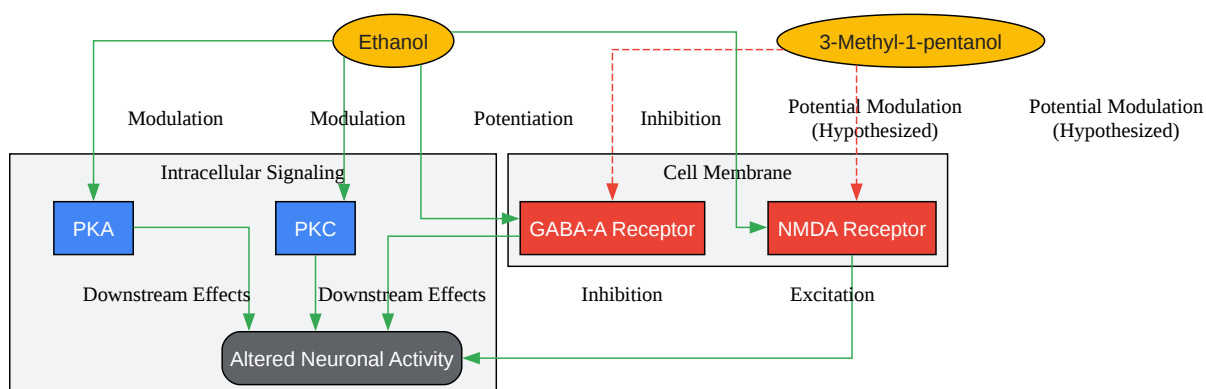 Ethanol
3-Methyl-1-pentanol
Modulation
Modulation
Potentiation
Inhibition
Potential Modulation
(Hypothesized)
Potential Modulation
(Hypothesized)
Intracellular Signaling
Cell Membrane
PKA
PKC
GABA-A Receptor
NMDA Receptor
Downstream Effects
Downstream Effects
Inhibition
Excitation
Altered Neuronal Activity